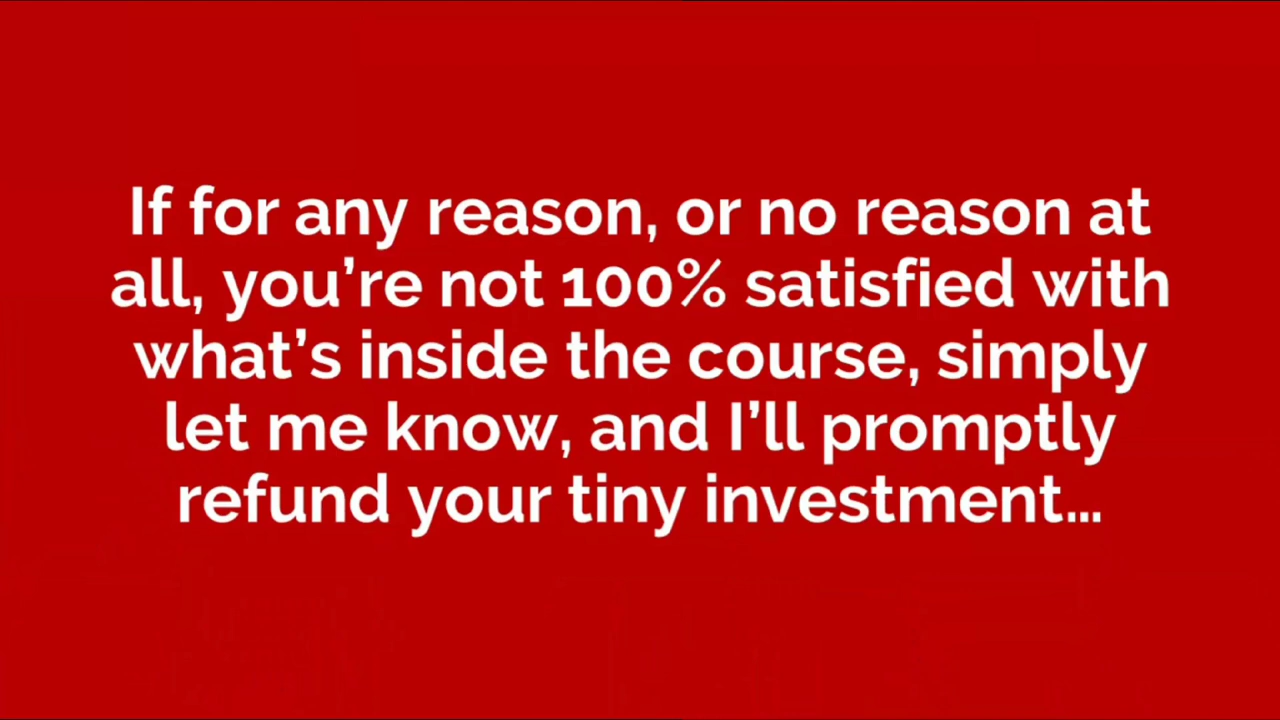 If for any reason, or no reason at
all, you’re not 100% satisfied with
what’s inside the course, simply
let me know, and I’ll promptly
refund your tiny investment…